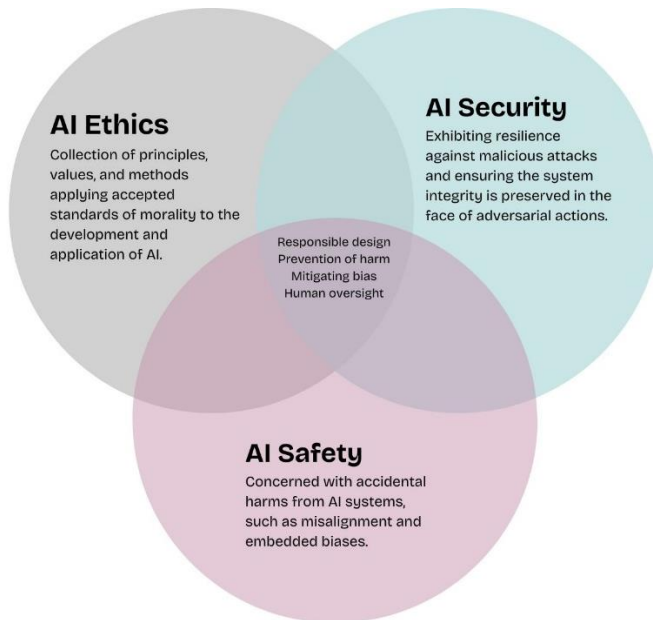 AI Ethics
Collection of principles,
values, and methods
applying accepted
standards of morality to the
development and
application of AI.
AI Security
Exhibiting resilience
against malicious attacks
and ensuring the system
integrity is preserved in the
face of adversarial actions.
Responsible design
Prevention of harm
Mitigating bias
Human oversight
AI Safety
Concerned with accidental
harms from AI systems,
such as misalignment and
embedded biases.